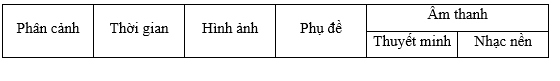 Phân cảnh Thời gian Hình ảnh Phụ đề Âm thanh
Thuyết minh Nhạc nền